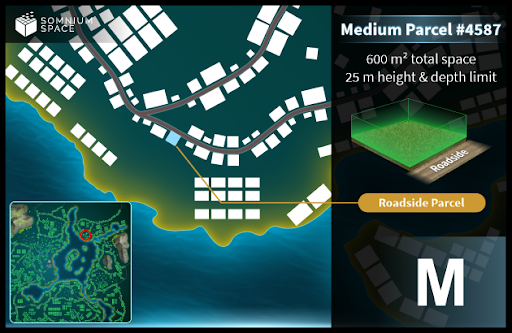 SOMNIUM
SPACE
Medium Parcel #4587
600 m² total space
25 m height & depth limit
Roadside
Roadside Parcel
M